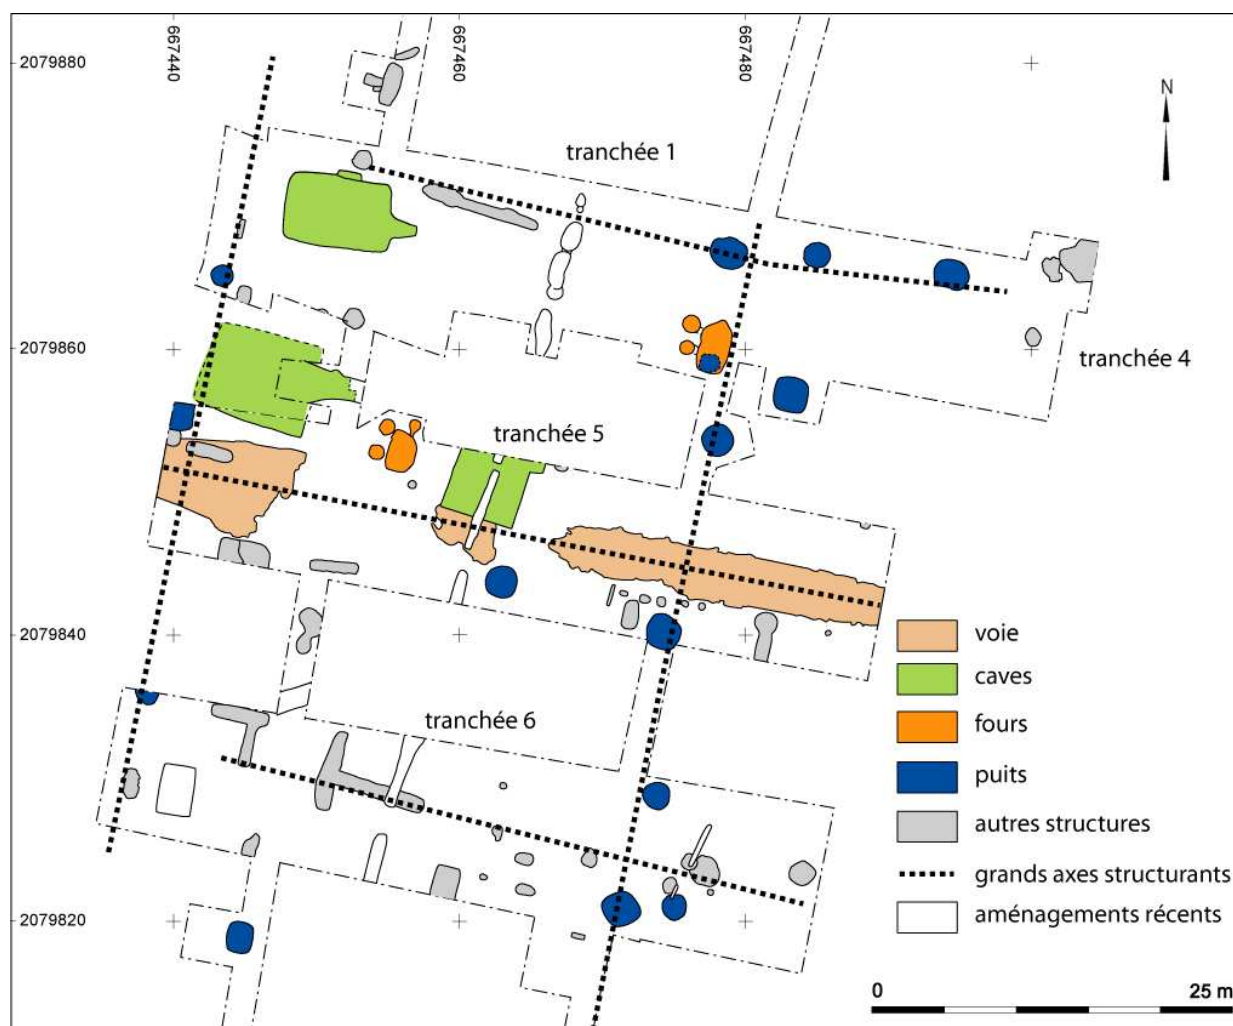 667440
667460
667480
2079880
N
tranchée 1
2079860
tranchée 4
tranchée 5
2079840
voie
caves
tranchée 6
fours
puits
autres structures
grands axes structurants
2079820
aménagements récents
0
25 m